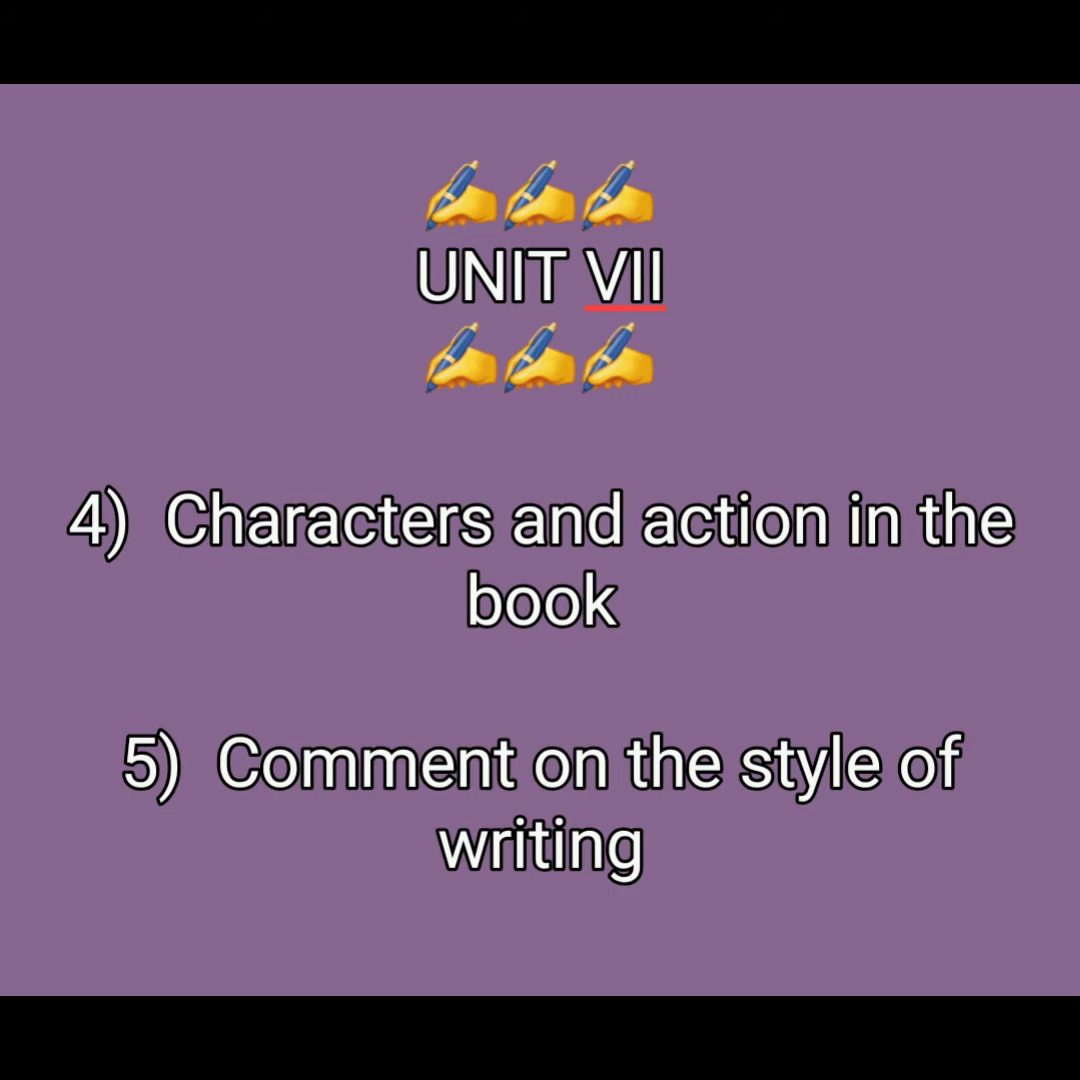 ✍✍✍
UNIT VII
✍✍✍
4) Characters and action in the
book
5) Comment on the style of
writing